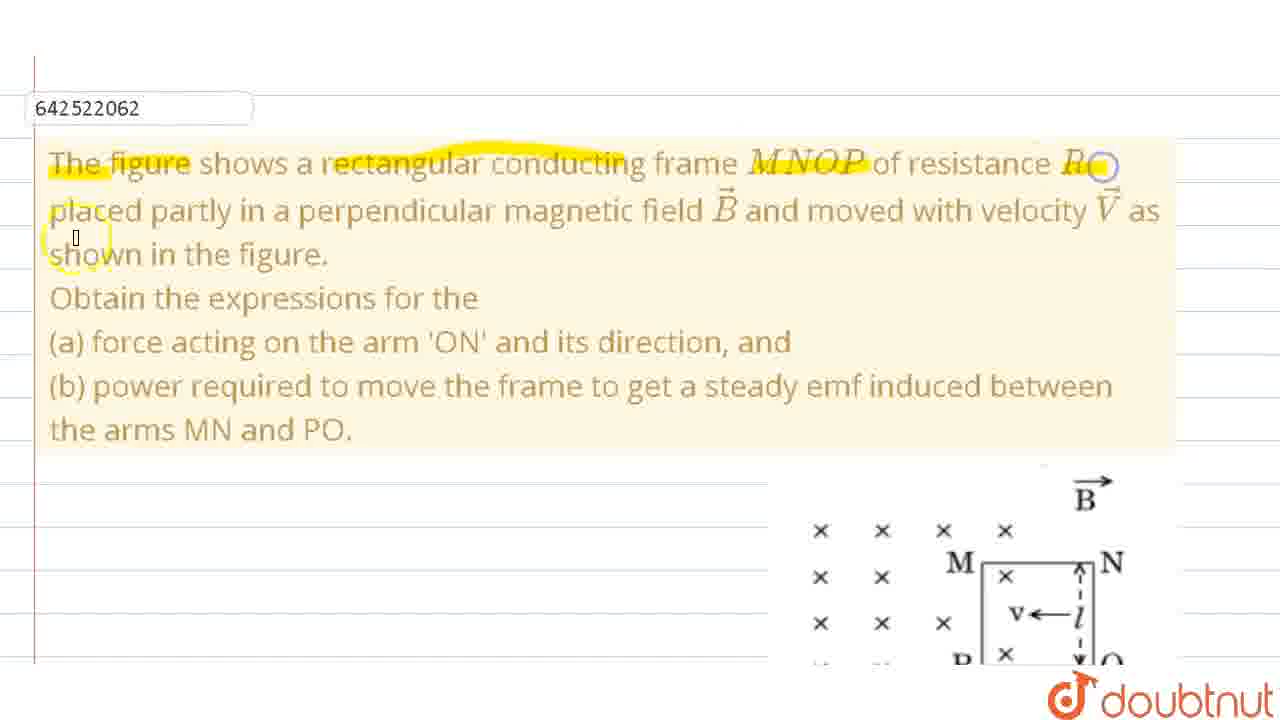 642522062
The figure shows a rectangular conducting frame MNOP of resistance R
placed partly in a perpendicular magnetic field B⃗ and moved with velocity V⃗ as
shown in the figure.
Obtain the expressions for the
(a) force acting on the arm 'ON' and its direction, and
(b) power required to move the frame to get a steady emf induced between
the arms MN and PO.
B⃗
× × × ×
M N
× × ×
v l
× × ×
P × O
doubtnut